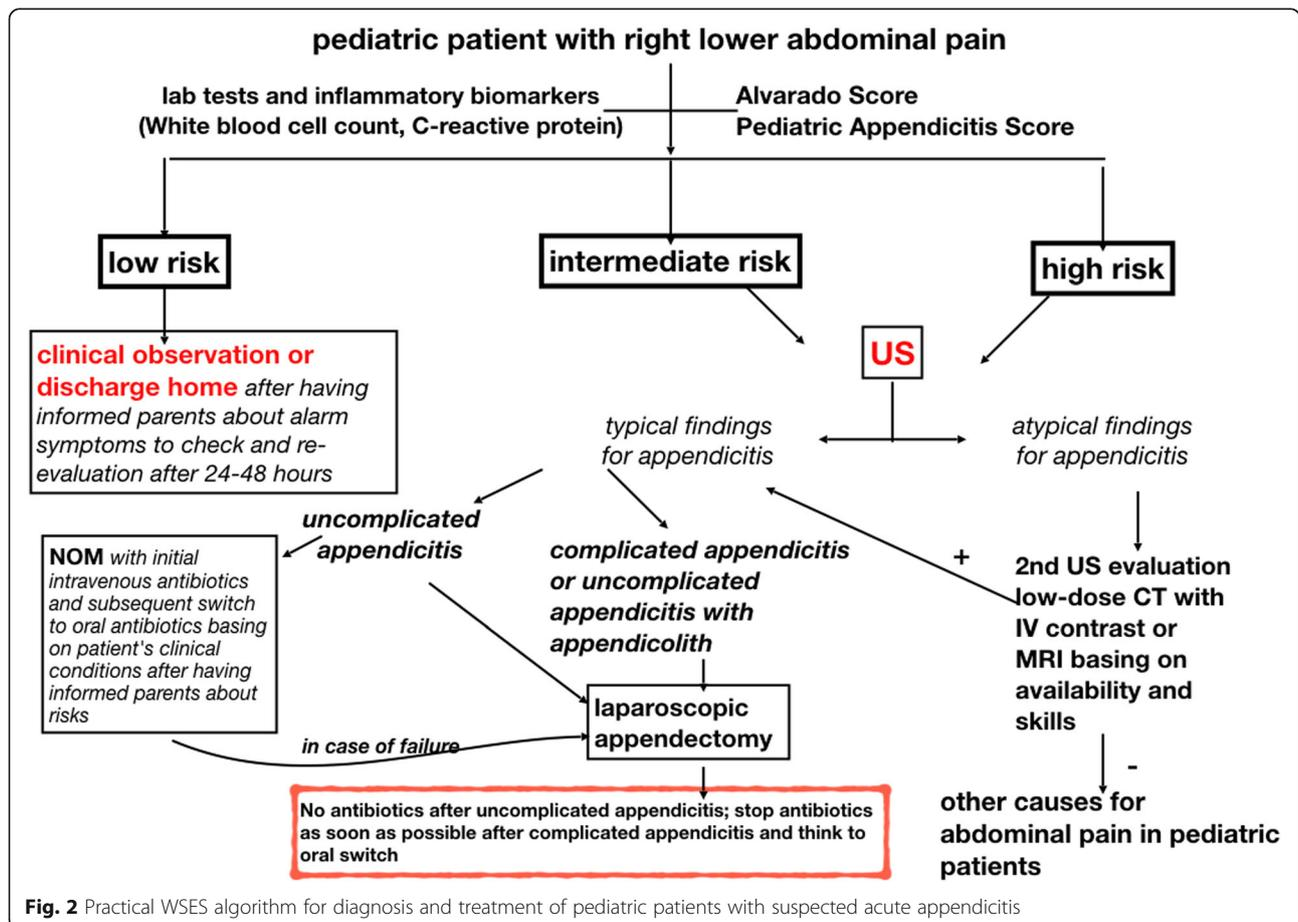 pediatric patient with right lower abdominal pain
lab tests and inflammatory biomarkers
(White blood cell count, C-reactive protein)
Alvarado Score
Pediatric Appendicitis Score
low risk
intermediate risk
high risk
clinical observation or
discharge home after having
informed parents about alarm
symptoms to check and re-
evaluation after 24-48 hours
US
typical findings
for appendicitis
atypical findings
for appendicitis
uncomplicated
appendicitis
NOM with initial
intravenous antibiotics
and subsequent switch
to oral antibiotics basing
on patient's clinical
conditions after having
informed parents about
risks
complicated appendicitis
or uncomplicated
appendicitis with
appendicolith
+
2nd US evaluation
low-dose CT with
IV contrast or
MRI basing on
availability and
skills
laparoscopic
appendectomy
in case of failure
-
No antibiotics after uncomplicated appendicitis; stop antibiotics
as soon as possible after complicated appendicitis and think to
oral switch
other causes for
abdominal pain in pediatric
patients
Fig. 2 Practical WSES algorithm for diagnosis and treatment of pediatric patients with suspected acute appendicitis